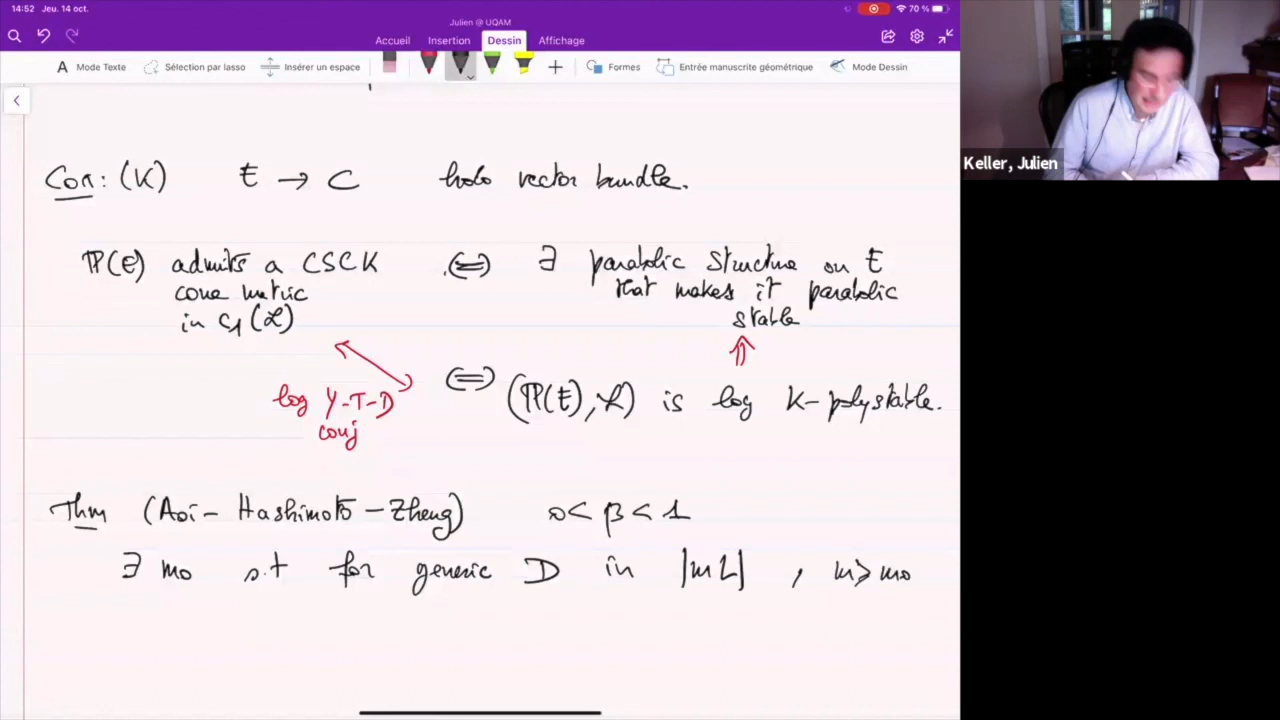 14:52 Jeu. 14 oct.
70 %
Julien @ UQAM
Accueil Insertion Dessin Affichage
A Mode Texte Sélection par lasso Insérer un espace Formes Entrée manuscrite géométrique Mode Dessin
Keller, Julien
Cor: (K) E → C holo vector bundle.
P(E) admits a CSCK ⇔ ∃ parabolic structure on E
cone metric that makes it parabolic
in c1(L) stable
⇑
⇔ (P(E), L) is log K-polystable.
log Y-T-D
conj
Thm (Aoi-Hashimoto-Zheng) 0<β<1
∃ m0 s.t for generic D in |mL|, m≥m0